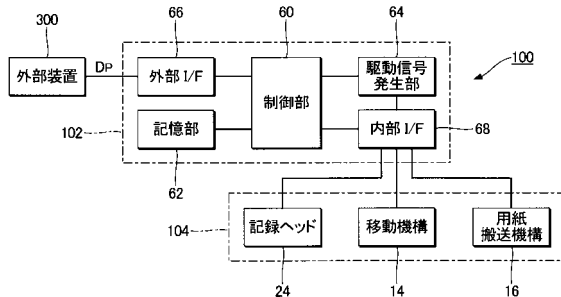 300
66
60
64
100
外部装置
DP
外部 I/F
制御部
駆動信号
発生部
102
記憶部
内部 I/F
68
62
104
記録ヘッド
移動機構
用紙
搬送機構
24
14
16